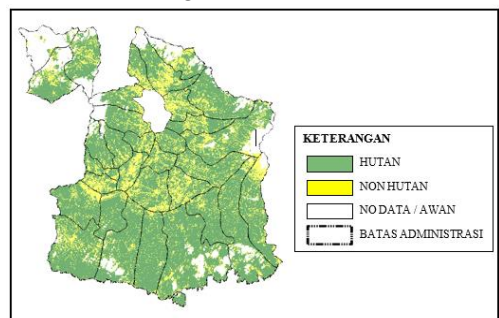 KETERANGAN
HUTAN
NON HUTAN
NO DATA / AWAN
BATAS ADMINISTRASI